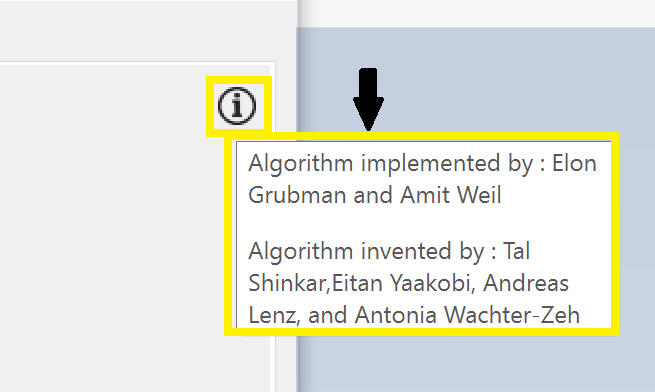 Algorithm implemented by : Elon
Grubman and Amit Weil
Algorithm invented by : Tal
Shinkar,Eitan Yaakobi, Andreas
Lenz, and Antonia Wachter-Zeh